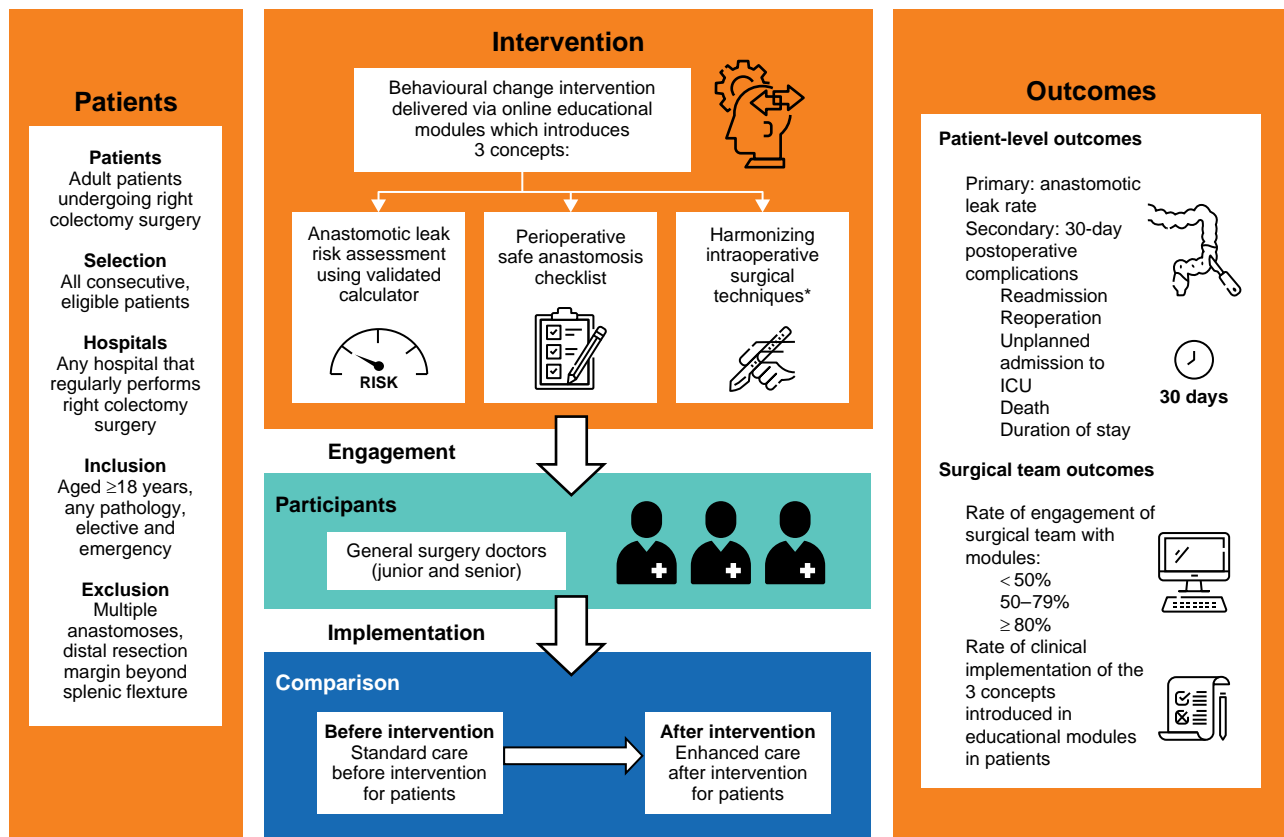 Patients
Patients
Adult patients
undergoing right
colectomy surgery
Selection
All consecutive,
eligible patients
Hospitals
Any hospital that
regularly performs
right colectomy
surgery
Inclusion
Aged ≥18 years,
any pathology,
elective and
emergency
Exclusion
Multiple
anastomoses,
distal resection
margin beyond
splenic flexture
Intervention
Behavioural change intervention
delivered via online educational
modules which introduces
3 concepts:
Anastomotic leak
risk assessment
using validated
calculator
RISK
Perioperative
safe anastomosis
checklist
Harmonizing
intraoperative
surgical
techniques*
Engagement
Participants
General surgery doctors
(junior and senior)
Implementation
Comparison
Before intervention
Standard care
before intervention
for patients
After intervention
Enhanced care
after intervention
for patients
Outcomes
Patient-level outcomes
Primary: anastomotic
leak rate
Secondary: 30-day
postoperative
complications
Readmission
Reoperation
Unplanned
admission to
ICU
Death
Duration of stay
30 days
Surgical team outcomes
Rate of engagement of
surgical team with
modules:
<50%
50–79%
≥ 80%
Rate of clinical
implementation of the
3 concepts
introduced in
educational modules
in patients